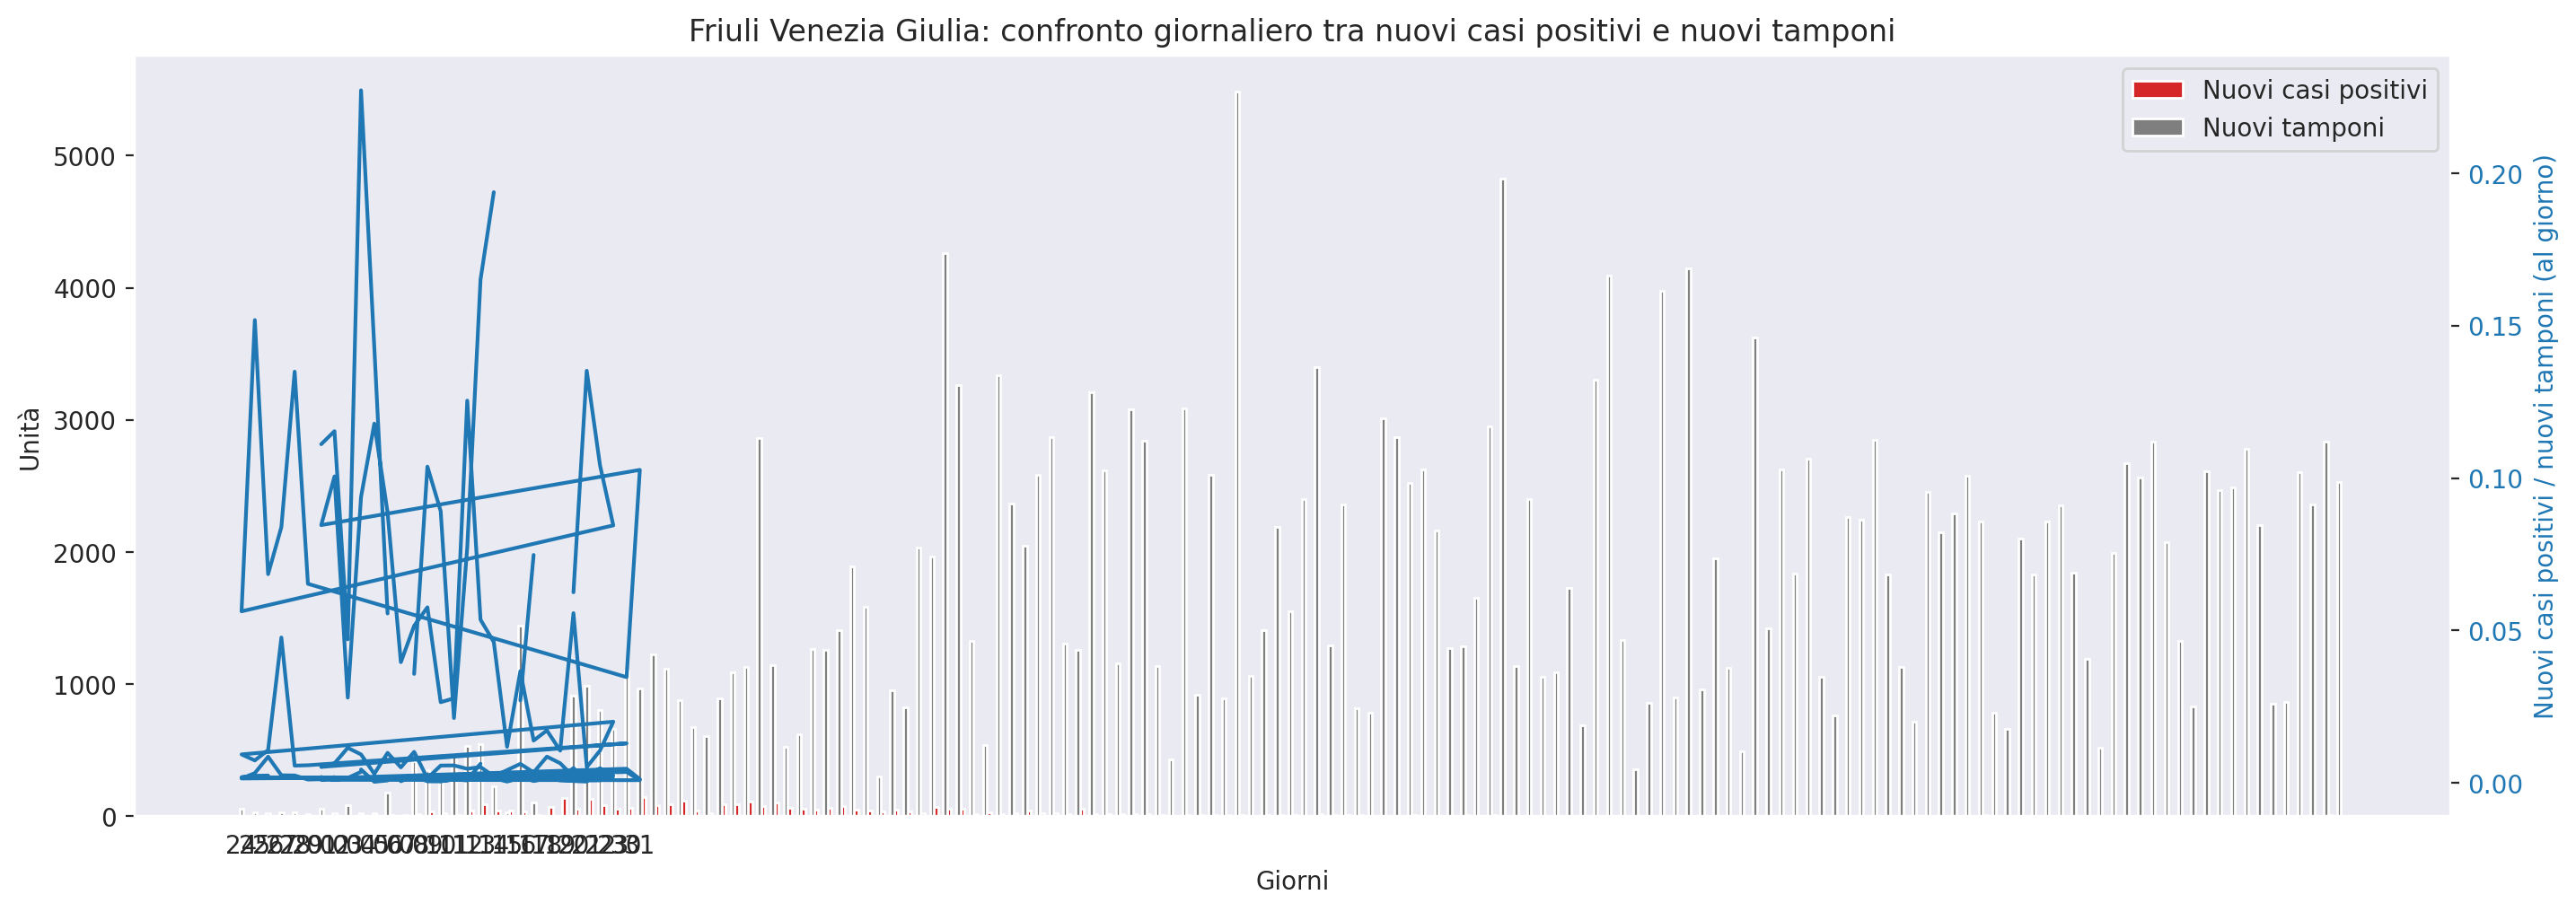 Friuli Venezia Giulia: confronto giornaliero tra nuovi casi positivi e nuovi tamponi
Nuovi casi positivi
Nuovi tamponi
5000
4000
3000
2000
1000
0
Unità
0.20
0.15
0.10
0.05
0.00
Nuovi casi positivi / nuovi tamponi (al giorno)
Giorni